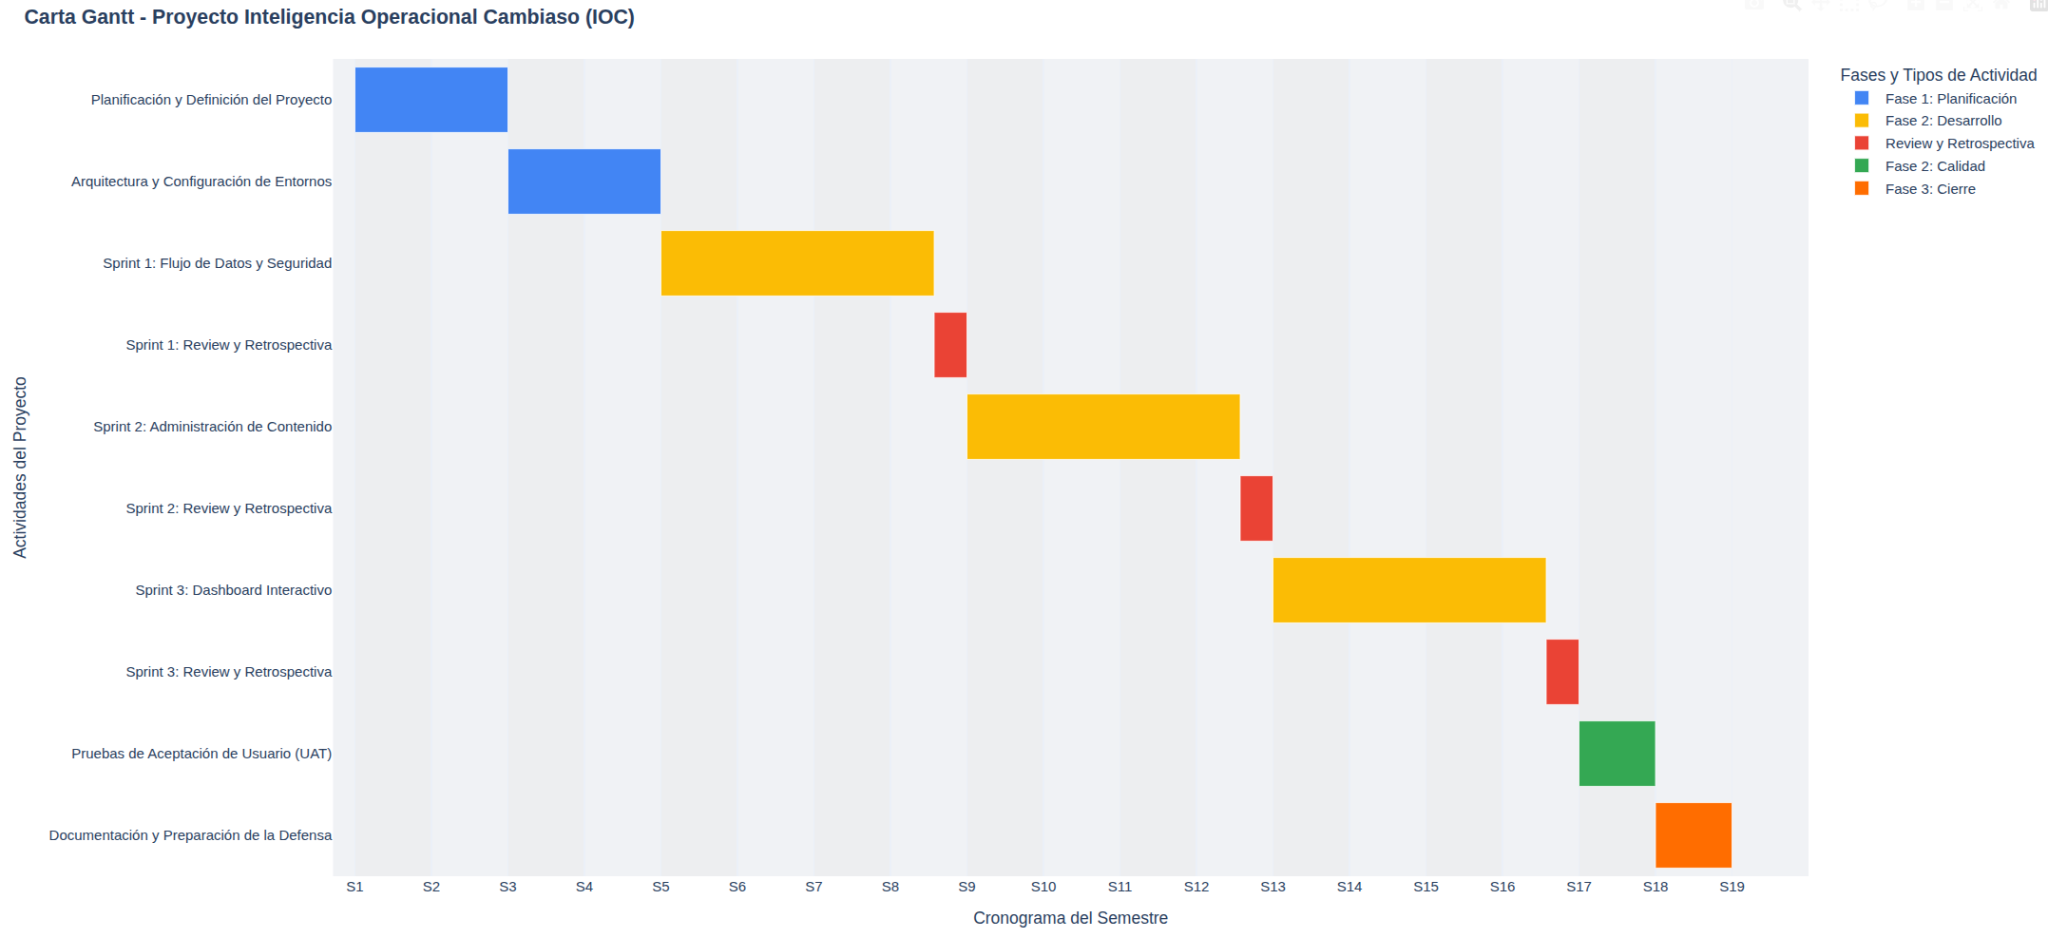 Carta Gantt - Proyecto Inteligencia Operacional Cambiaso (IOC)
Fases y Tipos de Actividad
Fase 1: Planificación
Fase 2: Desarrollo
Review y Retrospectiva
Fase 2: Calidad
Fase 3: Cierre
Actividades del Proyecto
Planificación y Definición del Proyecto
Arquitectura y Configuración de Entornos
Sprint 1: Flujo de Datos y Seguridad
Sprint 1: Review y Retrospectiva
Sprint 2: Administración de Contenido
Sprint 2: Review y Retrospectiva
Sprint 3: Dashboard Interactivo
Sprint 3: Review y Retrospectiva
Pruebas de Aceptación de Usuario (UAT)
Documentación y Preparación de la Defensa
S1 S2 S3 S4 S5 S6 S7 S8 S9 S10 S11 S12 S13 S14 S15 S16 S17 S18 S19
Cronograma del Semestre